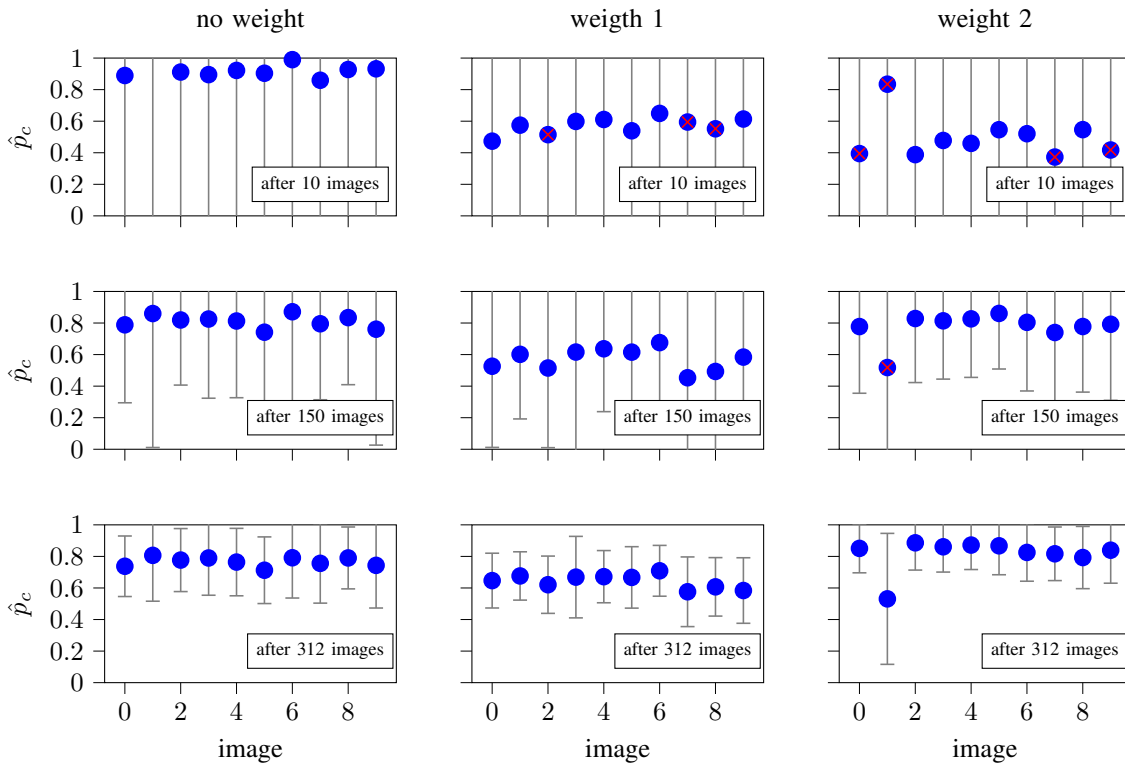 no weight weigth 1 weight 2
1
0.8
0.6
0.4
0.2
0
p̂c
after 10 images after 10 images after 10 images
1
0.8
0.6
0.4
0.2
0
p̂c
after 150 images after 150 images after 150 images
1
0.8
0.6
0.4
0.2
0
p̂c
after 312 images after 312 images after 312 images
0 2 4 6 8 0 2 4 6 8 0 2 4 6 8
image image image